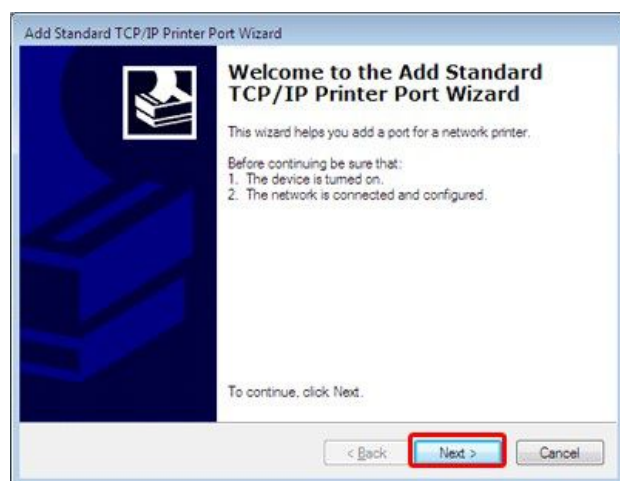 Add Standard TCP/IP Printer Port Wizard
Welcome to the Add Standard
TCP/IP Printer Port Wizard
This wizard helps you add a port for a network printer.
Before continuing be sure that:
1. The device is turned on.
2. The network is connected and configured.
To continue, click Next.
< Back
Next >
Cancel